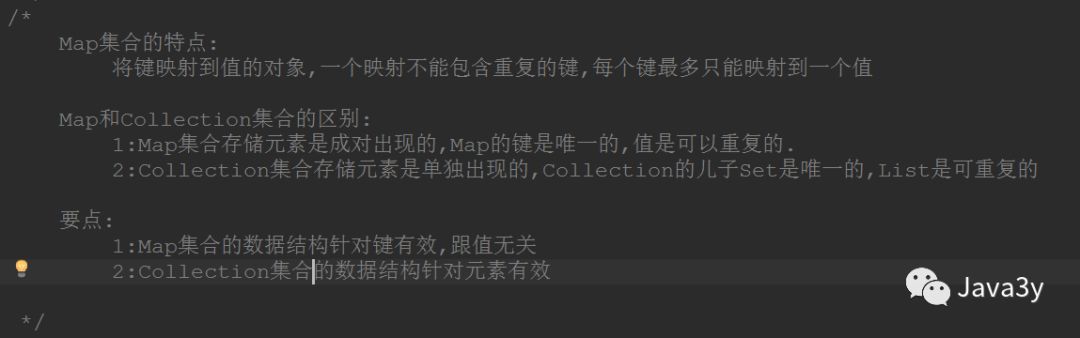 /*
Map集合的特点:
将键映射到值的对象,一个映射不能包含重复的键,每个键最多只能映射到一个值
Map和Collection集合的区别:
1:Map集合存储元素是成对出现的,Map的键是唯一的,值是可以重复的.
2:Collection集合存储元素是单独出现的,Collection的儿子Set是唯一的,List是可重复的
要点:
1:Map集合的数据结构针对键有效,跟值无关
2:Collection集合的数据结构针对元素有效
Java3y
*/